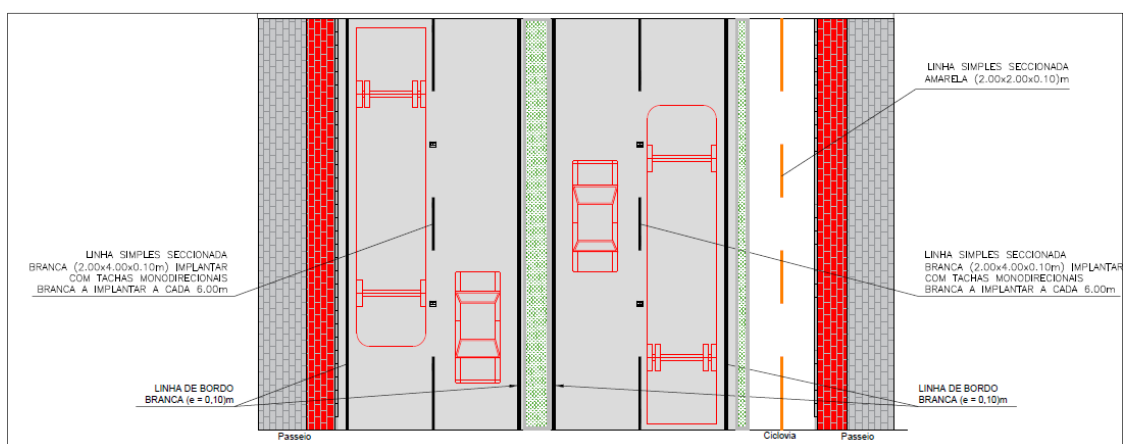 LINHA SIMPLES SECCIONADA
AMARELA (2.00x2.00x0.10)m
LINHA SIMPLES SECCIONADA
BRANCA (2.00x4.00x0.10m) IMPLANTAR
COM TACHAS MONODIRECIONAIS
BRANCA A IMPLANTAR A CADA 6.00m
LINHA SIMPLES SECCIONADA
BRANCA (2.00x4.00x0.10m) IMPLANTAR
COM TACHAS MONODIRECIONAIS
BRANCA A IMPLANTAR A CADA 6.00m
LINHA DE BORDO
BRANCA (e = 0,10)m
LINHA DE BORDO
BRANCA (e = 0,10)m
Passeio
Ciclovia
Passeio